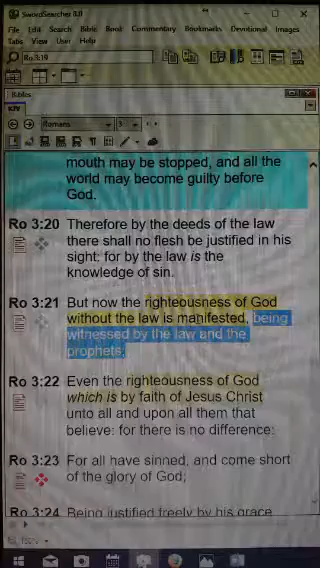 SwordSearcher 8.0
File Edit Search Bible Book Commentary Bookmarks Devotional Images
Tabs View User Help
Ro 3:19
Bibles
KJV
Romans 3
mouth may be stopped, and all the
world may become guilty before
God.
Ro 3:20 Therefore by the deeds of the law
there shall no flesh be justified in his
sight: for by the law is the
knowledge of sin.
Ro 3:21 But now the righteousness of God
without the law is manifested, being
witnessed by the law and the
prophets;
Ro 3:22 Even the righteousness of God
which is by faith of Jesus Christ
unto all and upon all them that
believe: for there is no difference:
Ro 3:23 For all have sinned, and come short
of the glory of God;
Ro 3:24 Being justified freely by his grace